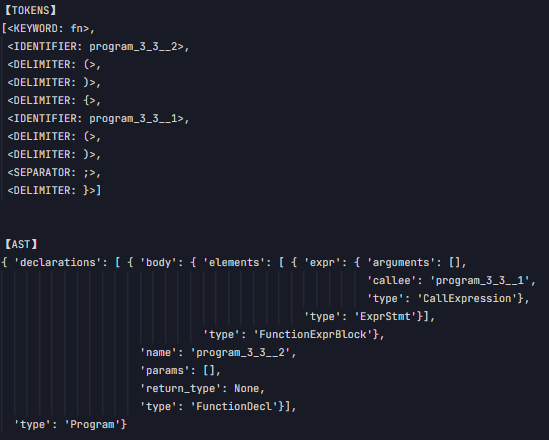 【TOKENS】
[<KEYWORD: fn>,
<IDENTIFIER: program_3_3__2>,
<DELIMITER: (>,
<DELIMITER: )>,
<DELIMITER: {>,
<IDENTIFIER: program_3_3__1>,
<DELIMITER: (>,
<DELIMITER: )>,
<SEPARATOR: ;>,
<DELIMITER: }>]
【AST】
{ 'declarations': [ { 'body': { 'elements': [ { 'expr': { 'arguments': [],
'callee': 'program_3_3__1',
'type': 'CallExpression'},
'type': 'ExprStmt'}],
'type': 'FunctionExprBlock'},
'name': 'program_3_3__2',
'params': [],
'return_type': None,
'type': 'FunctionDecl'}],
'type': 'Program'}